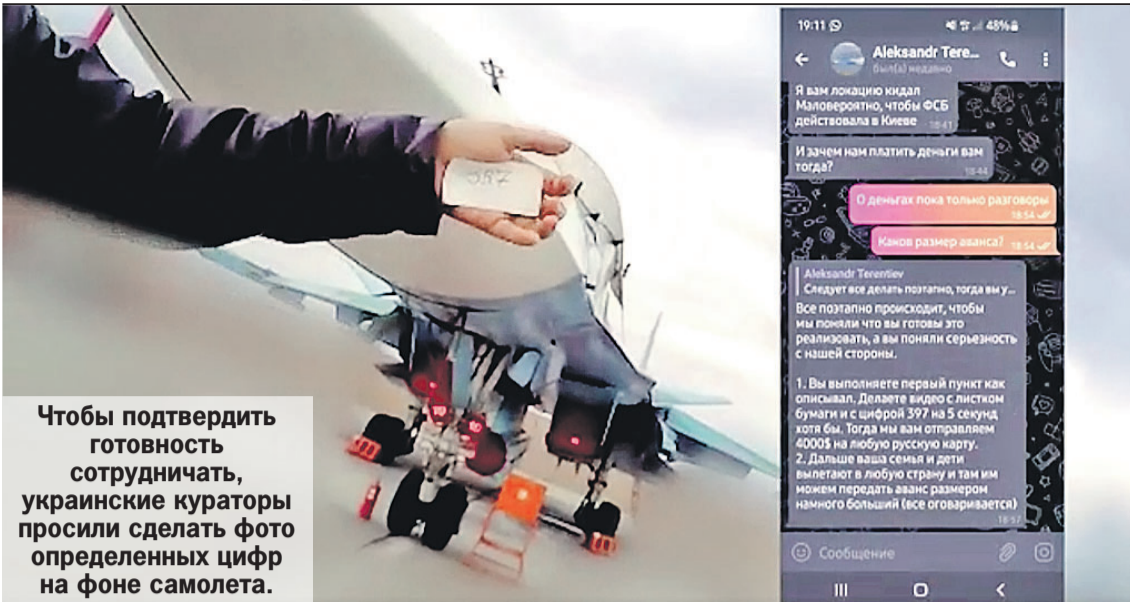 Чтобы подтвердить
готовность
сотрудничать,
украинские кураторы
просили сделать фото
определенных цифр
на фоне самолета.
19:11
48%
Aleksandr Tere...
был(а) недавно
Я вам локацию кидал
Маловероятно, чтобы ФСБ
действовала в Киеве
18:41
И зачем нам платить деньги вам
тогда?
18:44
О деньгах пока только разговоры
18:54
Каков размер аванса? 18:54
Aleksandr Terentiev
Следует все делать поэтапно, тогда вы у...
Все поэтапно происходит, чтобы
мы поняли что вы готовы это
реализовать, а вы поняли серьезность
с нашей стороны.
1. Вы выполняете первый пункт как
описывал. Делаете видео с листком
бумаги и с цифрой 397 на 5 секунд
хотя бы. Тогда мы вам отправляем
4000$ на любую русскую карту.
2. Дальше ваша семья и дети
вылетают в любую страну и там им
можем передать аванс размером
намного больший (все оговаривается)
18:57
Сообщение